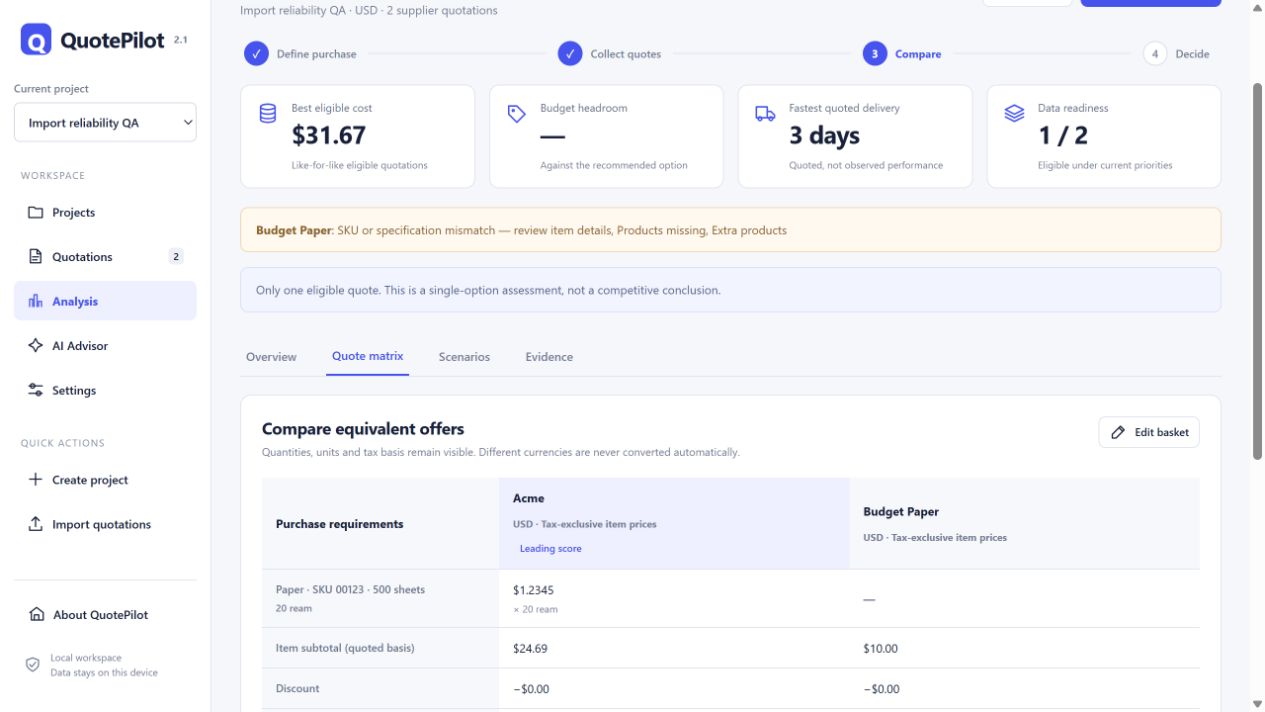 QuotePilot 2.1
Current project
Import reliability QA
WORKSPACE
Projects
Quotations 2
Analysis
AI Advisor
Settings
QUICK ACTIONS
Create project
Import quotations
About QuotePilot
Local workspace
Data stays on this device
Import reliability QA · USD · 2 supplier quotations
Define purchase
Collect quotes
3 Compare
4 Decide
Best eligible cost
$31.67
Like-for-like eligible quotations
Budget headroom
—
Against the recommended option
Fastest quoted delivery
3 days
Quoted, not observed performance
Data readiness
1 / 2
Eligible under current priorities
Budget Paper: SKU or specification mismatch — review item details, Products missing, Extra products
Only one eligible quote. This is a single-option assessment, not a competitive conclusion.
Overview Quote matrix Scenarios Evidence
Compare equivalent offers
Quantities, units and tax basis remain visible. Different currencies are never converted automatically.
Edit basket
Purchase requirements
Acme
USD · Tax-exclusive item prices
Leading score
Budget Paper
USD · Tax-exclusive item prices
Paper · SKU 00123 · 500 sheets
20 ream
$1.2345
× 20 ream
—
Item subtotal (quoted basis) $24.69 $10.00
Discount −$0.00 −$0.00